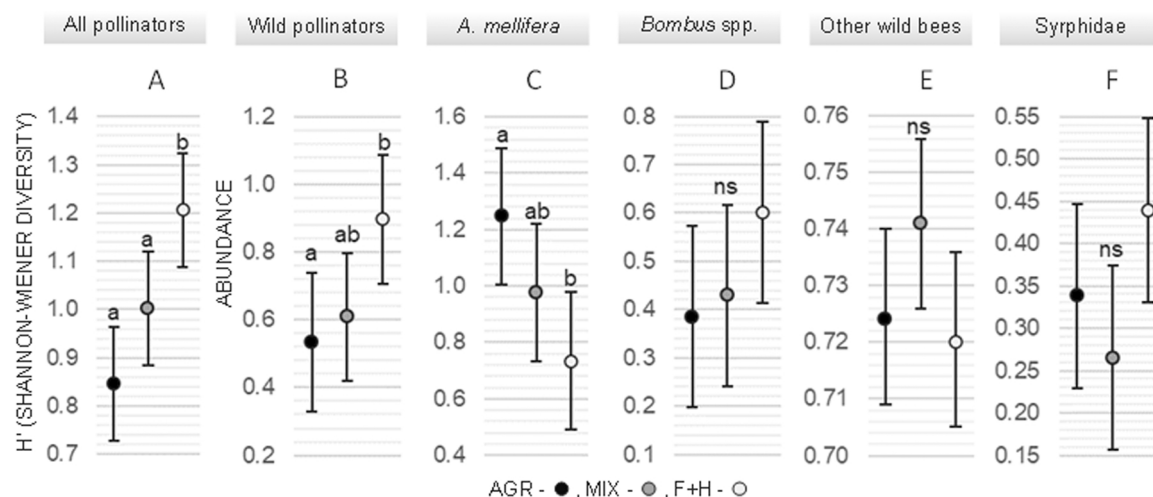 All pollinators Wild pollinators A. mellifera Bombus spp. Other wild bees Syrphidae
A B C D E F
H' (SHANNON-WIENER DIVERSITY)
1.4
1.3
1.2
1.1
1.0
0.9
0.8
0.7
a
a
b
ABUNDANCE
1.2
1.0
0.8
0.6
0.4
0.2
a
ab
b
1.6
1.4
1.2
1.0
0.8
0.6
0.4
a
ab
b
0.8
0.7
0.6
0.5
0.4
0.3
0.2
0.1
ns
0.76
0.75
0.74
0.73
0.72
0.71
0.70
ns
0.55
0.50
0.45
0.40
0.35
0.30
0.25
0.20
0.15
ns
AGR - , MIX - , F+H -